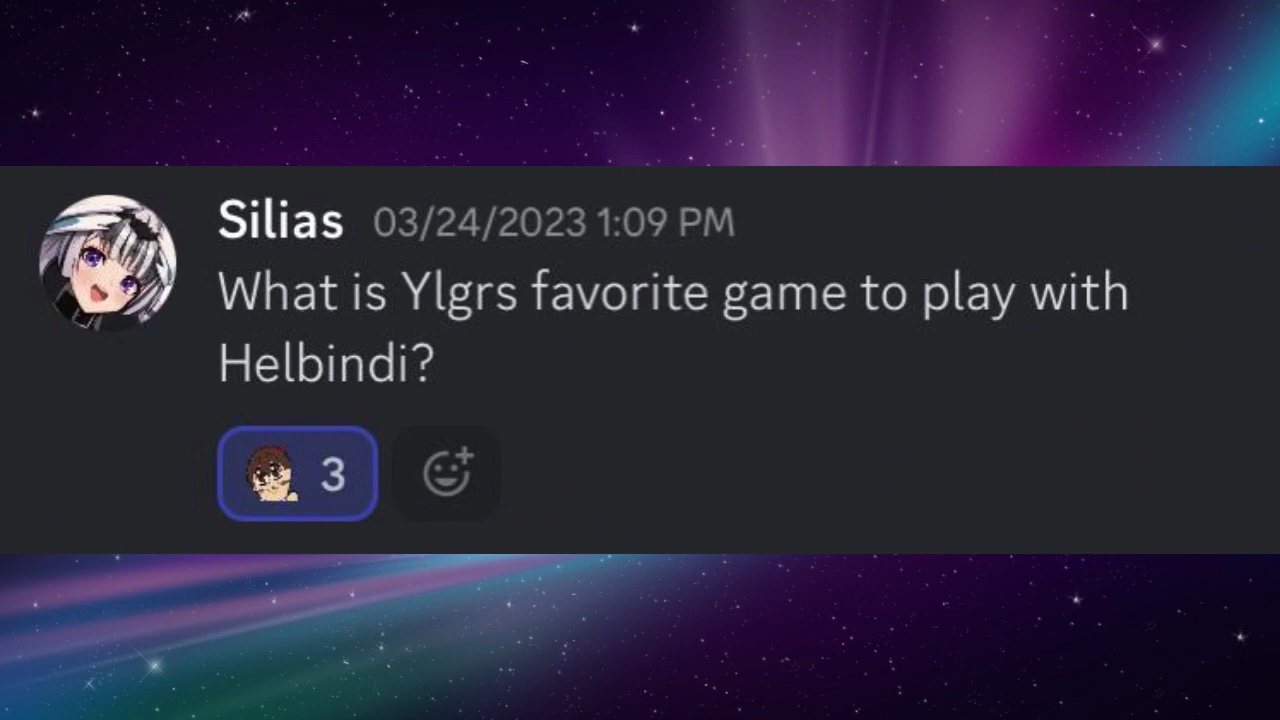 Silias 03/24/2023 1:09 PM
What is Ylgrs favorite game to play with
Helbindi?
3